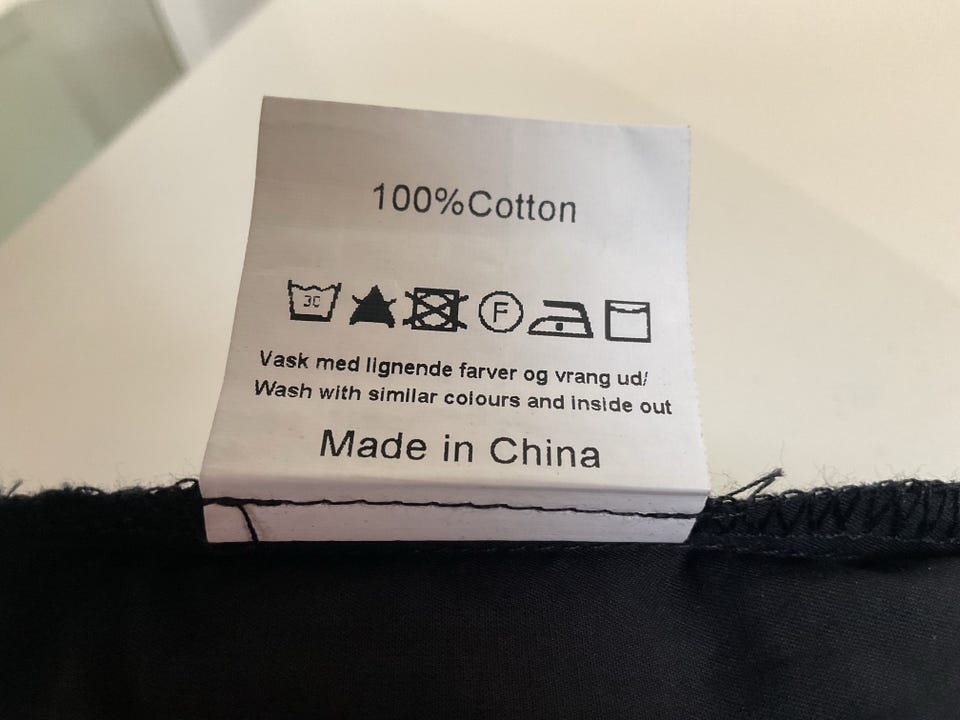 100%Cotton
30 F
Vask med lignende farver og vrang ud/
Wash with similar colours and inside out
Made in China